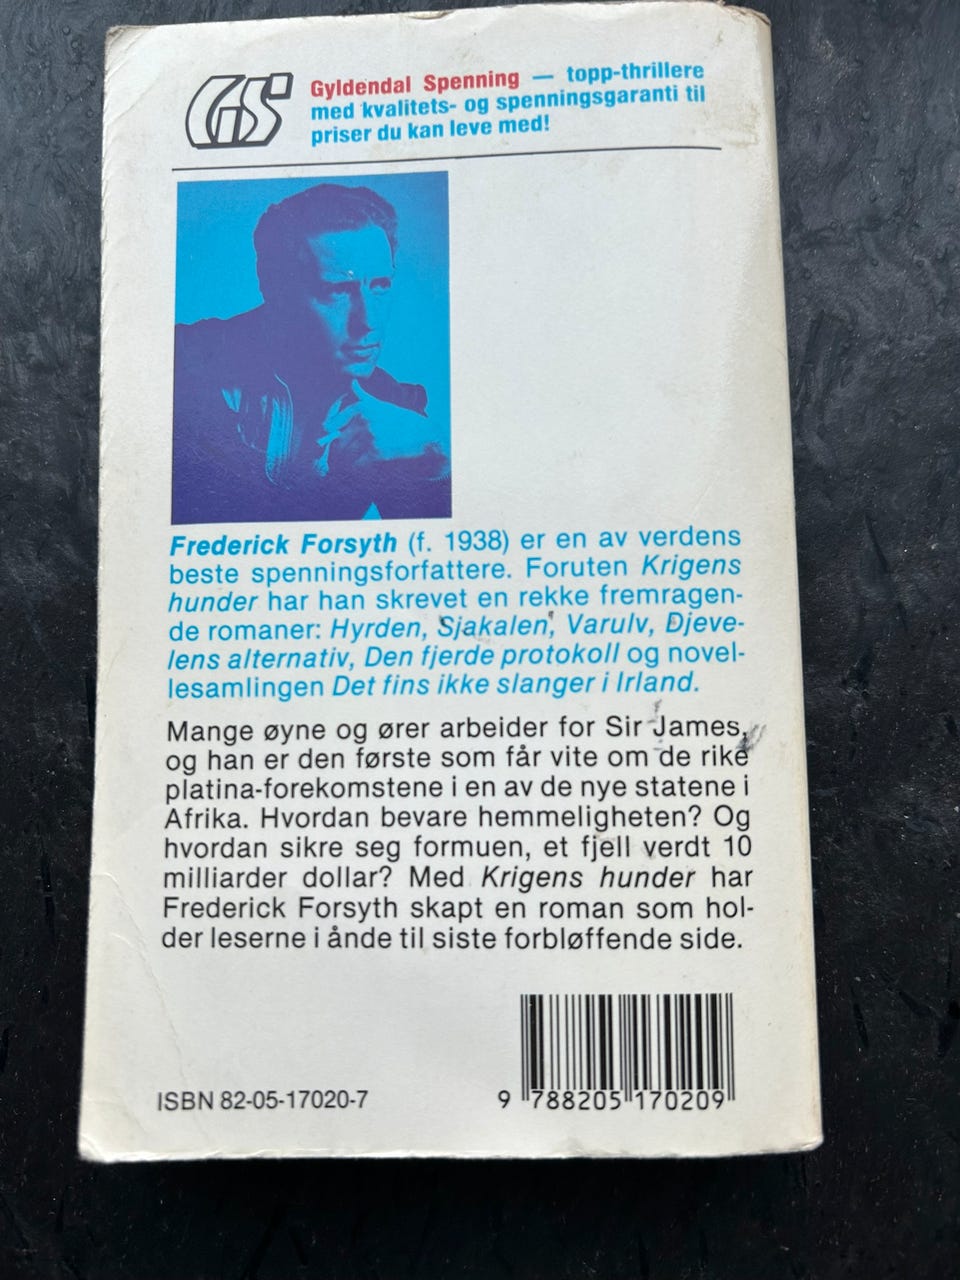 GS
Gyldendal Spenning — topp-thrillere
med kvalitets- og spenningsgaranti til
priser du kan leve med!
Frederick Forsyth (f. 1938) er en av verdens
beste spenningsforfattere. Foruten Krigens
hunder har han skrevet en rekke fremragen-
de romaner: Hyrden, Sjakalen, Varulv, Djeve-
lens alternativ, Den fjerde protokoll og novel-
lesamlingen Det fins ikke slanger i Irland.
Mange øyne og ører arbeider for Sir James,
og han er den første som får vite om de rike
platina-forekomstene i en av de nye statene i
Afrika. Hvordan bevare hemmeligheten? Og
hvordan sikre seg formuen, et fjell verdt 10
milliarder dollar? Med Krigens hunder har
Frederick Forsyth skapt en roman som hol-
der leserne i ånde til siste forbløffende side.
ISBN 82-05-17020-7
9 788205 170209